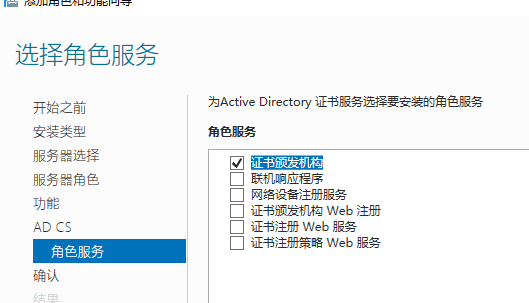 添加角色和功能向导
选择角色服务
开始之前
安装类型
服务器选择
服务器角色
功能
AD CS
角色服务
确认
结果
为Active Directory 证书服务选择要安装的角色服务
角色服务
证书颁发机构
联机响应程序
网络设备注册服务
证书颁发机构 Web 注册
证书注册 Web 服务
证书注册策略 Web 服务